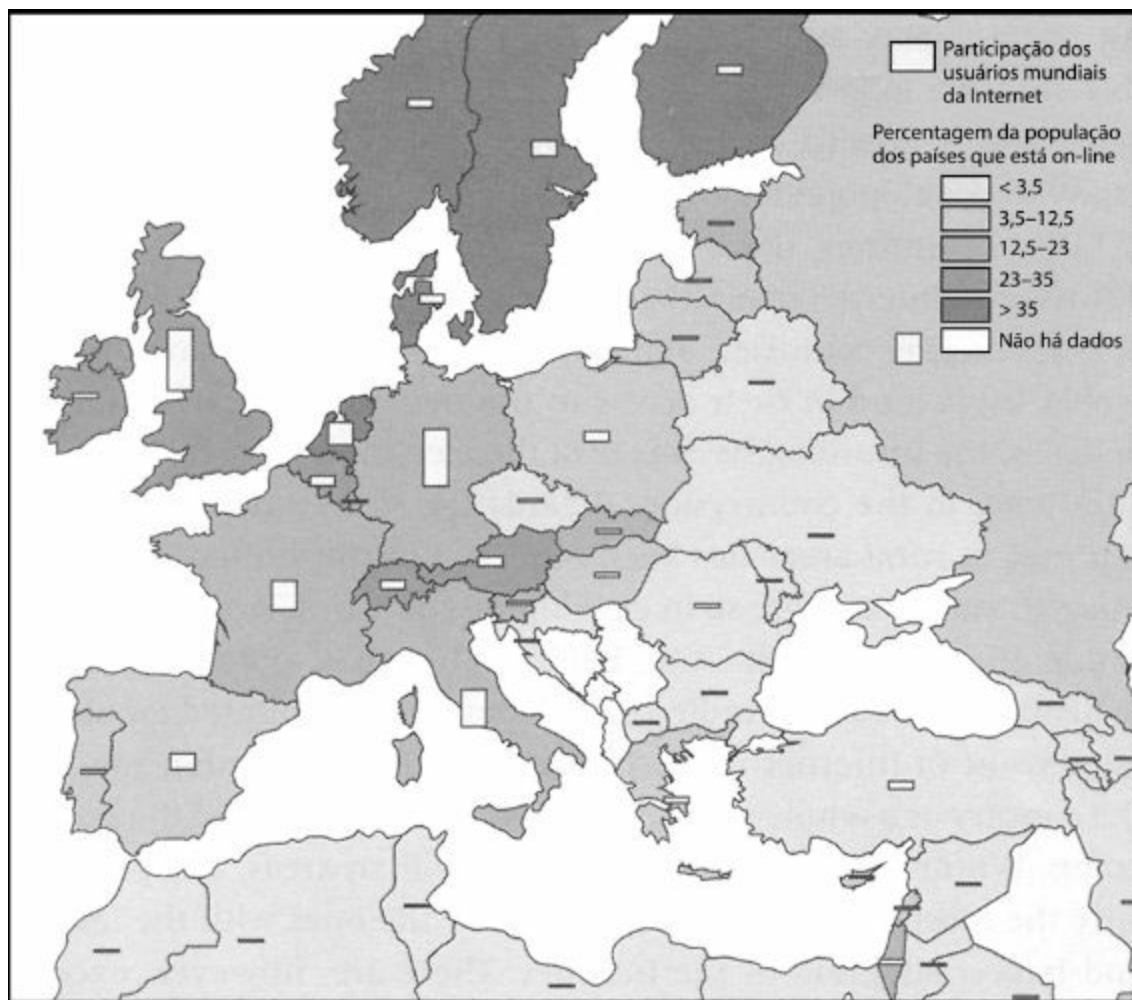 Participação dos
usuários mundiais
da Internet
Percentagem da população
dos países que está on-line
< 3,5
3,5–12,5
12,5–23
23–35
> 35
Não há dados